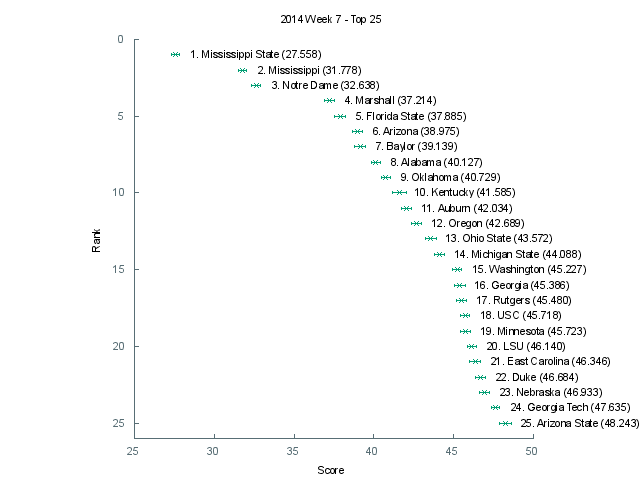 2014 Week 7 - Top 25
0
1. Mississippi State (27.558)
2. Mississippi (31.778)
3. Notre Dame (32.638)
4. Marshall (37.214)
5
5. Florida State (37.885)
6. Arizona (38.975)
7. Baylor (39.139)
8. Alabama (40.127)
9. Oklahoma (40.729)
10
10. Kentucky (41.585)
11. Auburn (42.034)
12. Oregon (42.689)
Rank
13. Ohio State (43.572)
14. Michigan State (44.088)
15
15. Washington (45.227)
16. Georgia (45.386)
17. Rutgers (45.480)
18. USC (45.718)
19. Minnesota (45.723)
20
20. LSU (46.140)
21. East Carolina (46.346)
22. Duke (46.684)
23. Nebraska (46.933)
24. Georgia Tech (47.635)
25
25. Arizona State (48.243)
25 30 35 40 45 50
Score